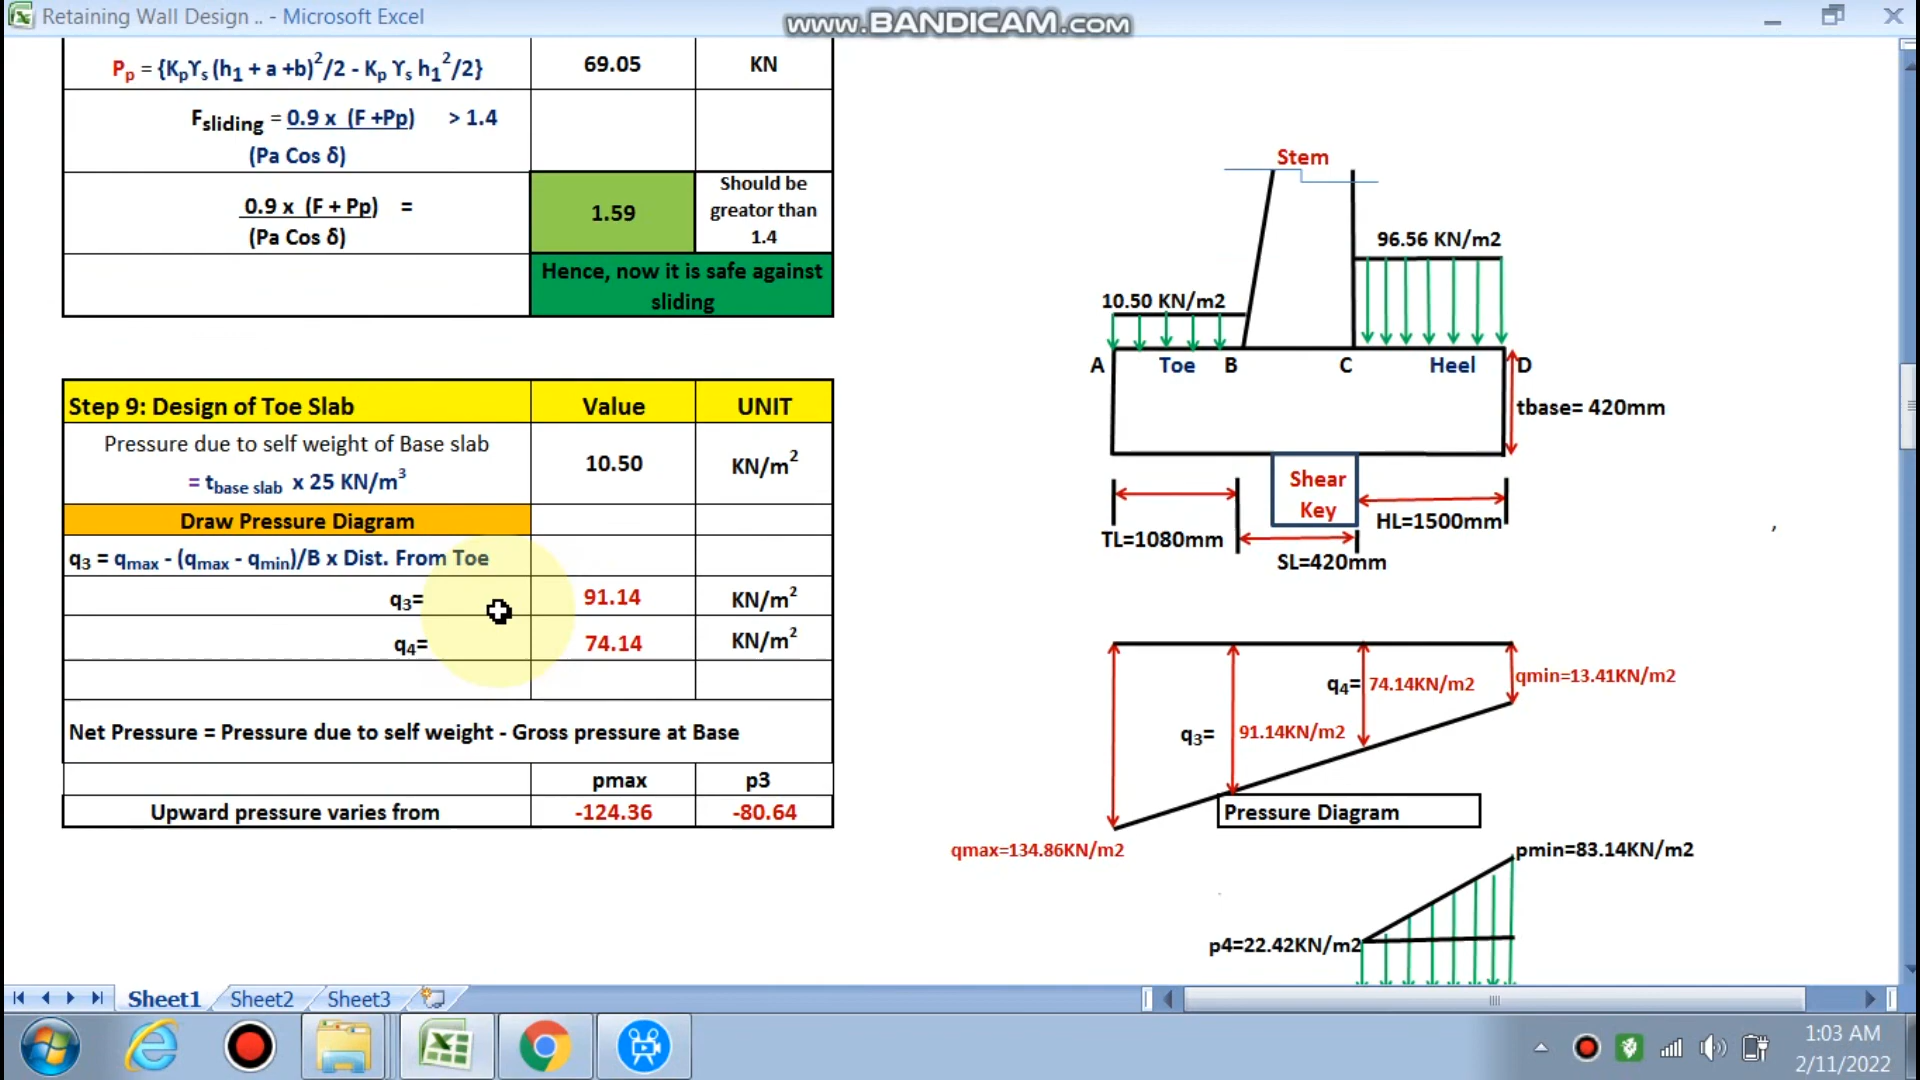 Retaining Wall Design .. - Microsoft Excel
www.BANDICAM.com
Pp = {KpϒS (h1 + a +b)²/2 - Kp ϒS h1²/2}
69.05
KN
Fsliding = 0.9 x (F +Pp) > 1.4
(Pa Cos δ)
0.9 x (F + Pp) =
(Pa Cos δ)
1.59
Should be
greator than
1.4
Hence, now it is safe against
sliding
Step 9: Design of Toe Slab
Value
UNIT
Pressure due to self weight of Base slab
= tbase slab x 25 KN/m³
10.50
KN/m²
Draw Pressure Diagram
q3 = qmax - (qmax - qmin)/B x Dist. From Toe
q3=
91.14
KN/m²
q4=
74.14
KN/m²
Net Pressure = Pressure due to self weight - Gross pressure at Base
pmax
p3
Upward pressure varies from
-124.36
-80.64
Stem
96.56 KN/m2
10.50 KN/m2
A
Toe
B
C
Heel
D
tbase= 420mm
Shear
Key
TL=1080mm
HL=1500mm
SL=420mm
,
q4=
74.14KN/m2
qmin=13.41KN/m2
q3=
91.14KN/m2
Pressure Diagram
qmax=134.86KN/m2
pmin=83.14KN/m2
p4=22.42KN/m2
Sheet1
Sheet2
Sheet3
1:03 AM
2/11/2022